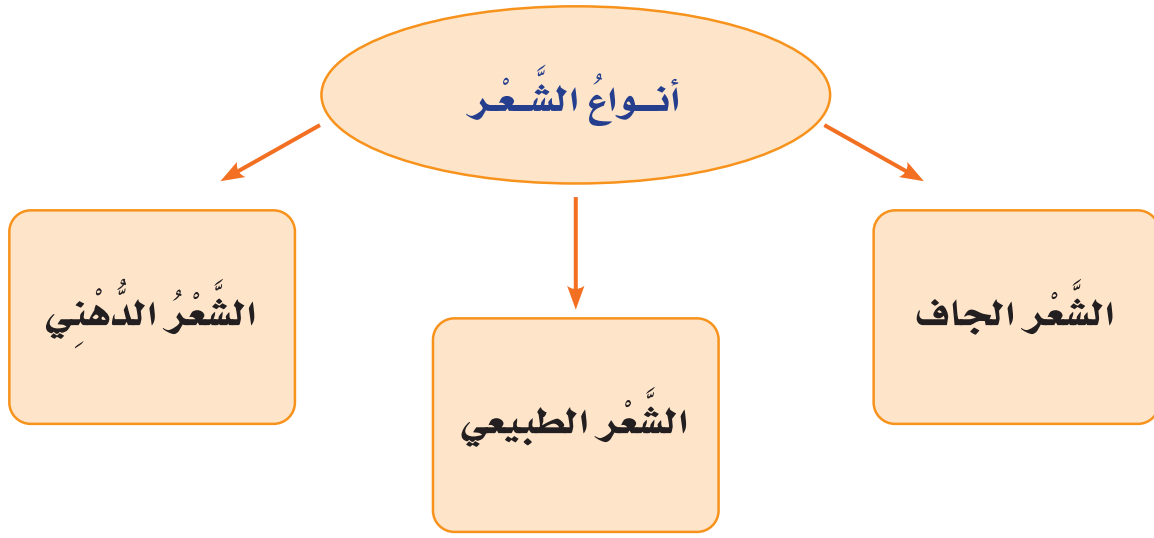 أنــواعُ الشَّـعْـر
الشَّعْر الجاف
الشَّعْر الطبيعي
الشَّعْرُ الدُّهْنِي